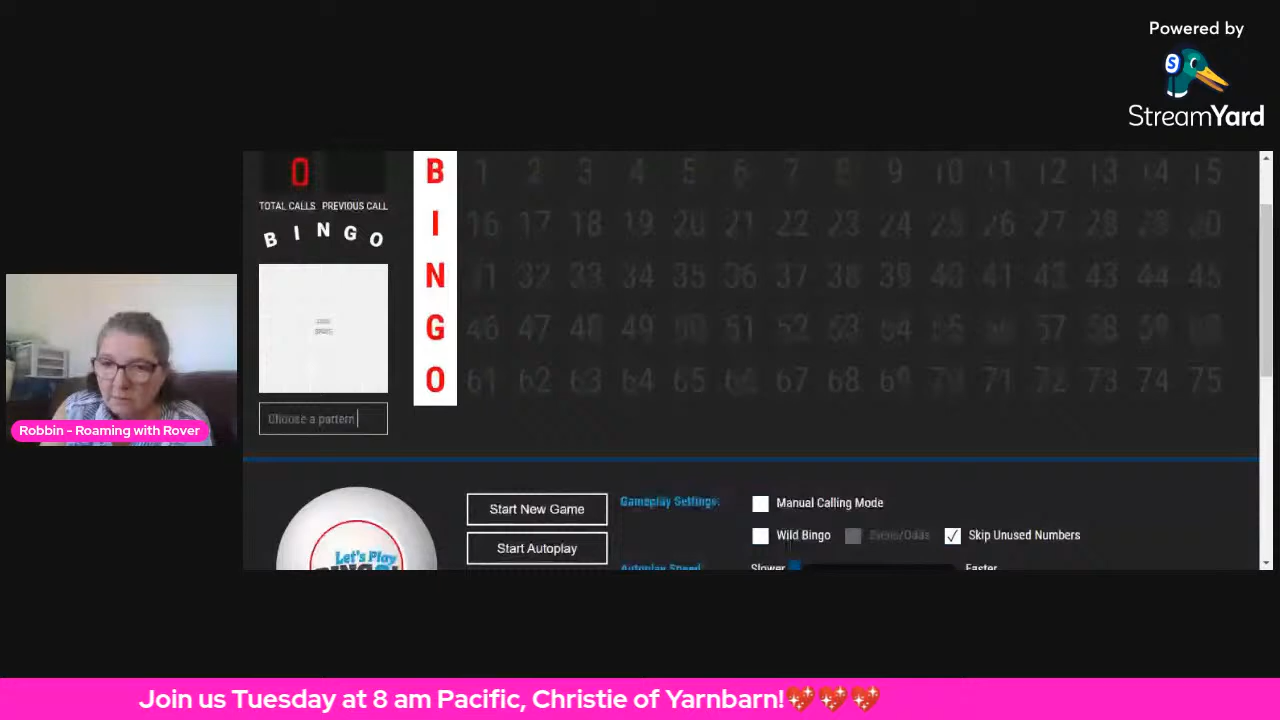 Powered by
S
StreamYard
0
TOTAL CALLS PREVIOUS CALL
B I N G O
Choose a pattern
B 1 2 3 4 5 6 7 8 9 10 11 12 13 14 15
I 16 17 18 19 20 21 22 23 24 25 26 27 28 29 30
N 31 32 33 34 35 36 37 38 39 40 41 42 43 44 45
G 46 47 48 49 50 51 52 53 54 55 56 57 58 59 60
O 61 62 63 64 65 66 67 68 69 70 71 72 73 74 75
Let's Play
BINGO!
Start New Game
Start Autoplay
Gameplay Settings:
Manual Calling Mode
Wild Bingo
Evens/Odds
Skip Unused Numbers
Autoplay Speed
Slower
Faster
Robbin - Roaming with Rover
Join us Tuesday at 8 am Pacific, Christie of Yarnbarn!💖💖💖